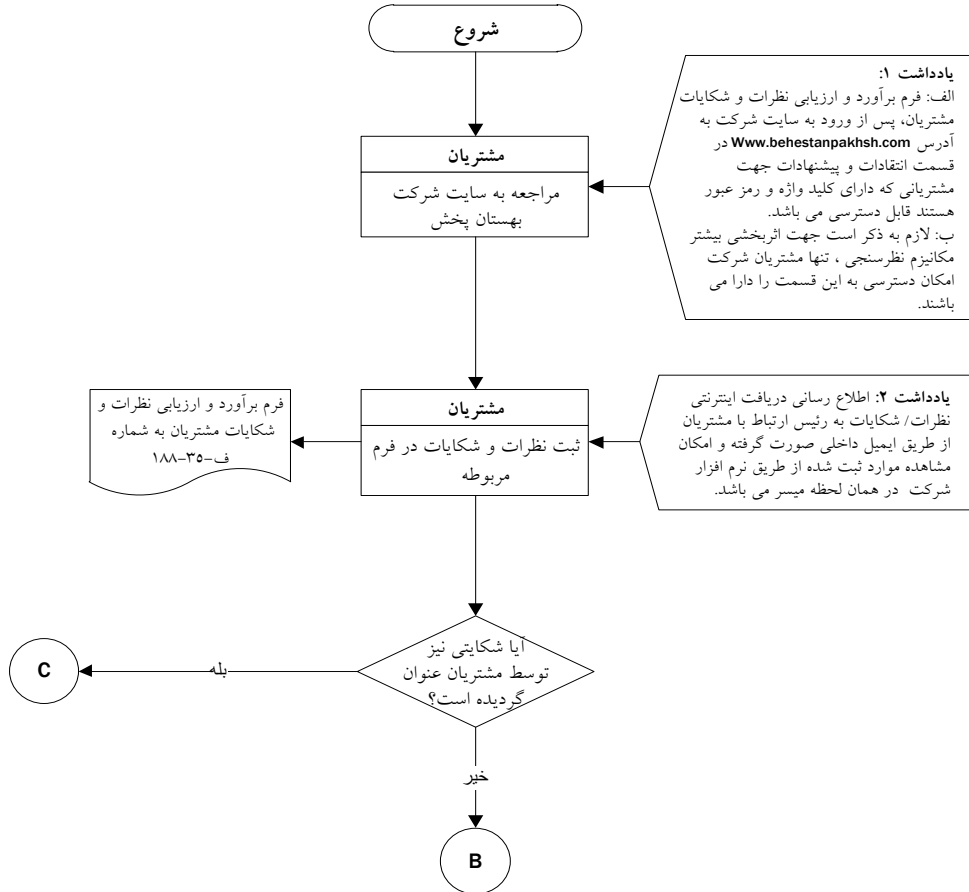 شروع
یادداشت ۱:
الف: فرم برآورد و ارزیابی نظرات و شکایات
مشتریان، پس از ورود به سایت شرکت به
آدرس Www.behestanpakhsh.com در
قسمت انتقادات و پیشنهادات جهت
مشتریانی که دارای کلید واژه و رمز عبور
هستند قابل دسترسی می باشد.
ب: لازم به ذکر است جهت اثربخشی بیشتر
مکانیزم نظرسنجی ، تنها مشتریان شرکت
امکان دسترسی به این قسمت را دارا می
باشند.
مشتریان
مراجعه به سایت شرکت
بهستان پخش
یادداشت ۲: اطلاع رسانی دریافت اینترنتی
نظرات/ شکایات به رئیس ارتباط با مشتریان
از طریق ایمیل داخلی صورت گرفته و امکان
مشاهده موارد ثبت شده از طریق نرم افزار
شرکت در همان لحظه میسر می باشد.
مشتریان
ثبت نظرات و شکایات در فرم
مربوطه
فرم برآورد و ارزیابی نظرات و
شکایات مشتریان به شماره
ف-۳۵-۱۸۸
آیا شکایتی نیز
توسط مشتریان عنوان
گردیده است؟
بله
C
خیر
B